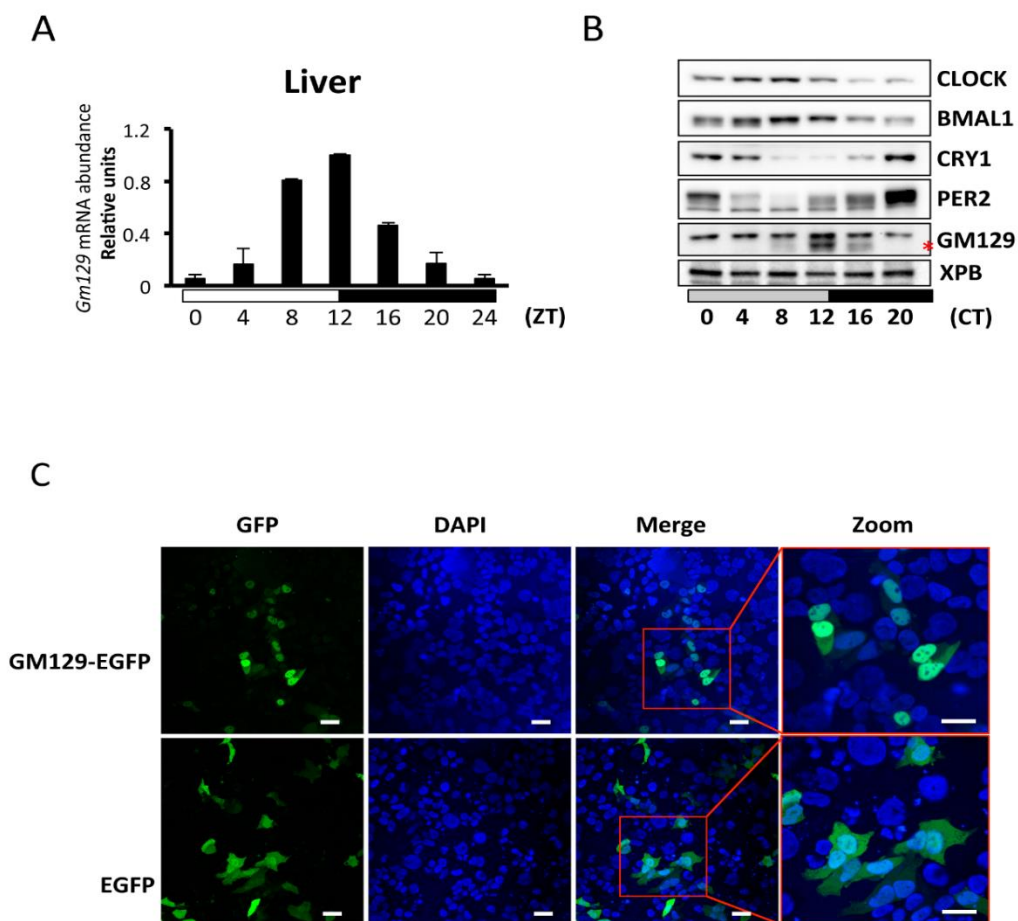 A
Liver
Gm129 mRNA abundance
Relative units
1.2
0.8
0.4
0
0 4 8 12 16 20 24 (ZT)
B
CLOCK
BMAL1
CRY1
PER2
GM129
*
XPB
0 4 8 12 16 20 (CT)
C
GFP DAPI Merge Zoom
GM129-EGFP
EGFP